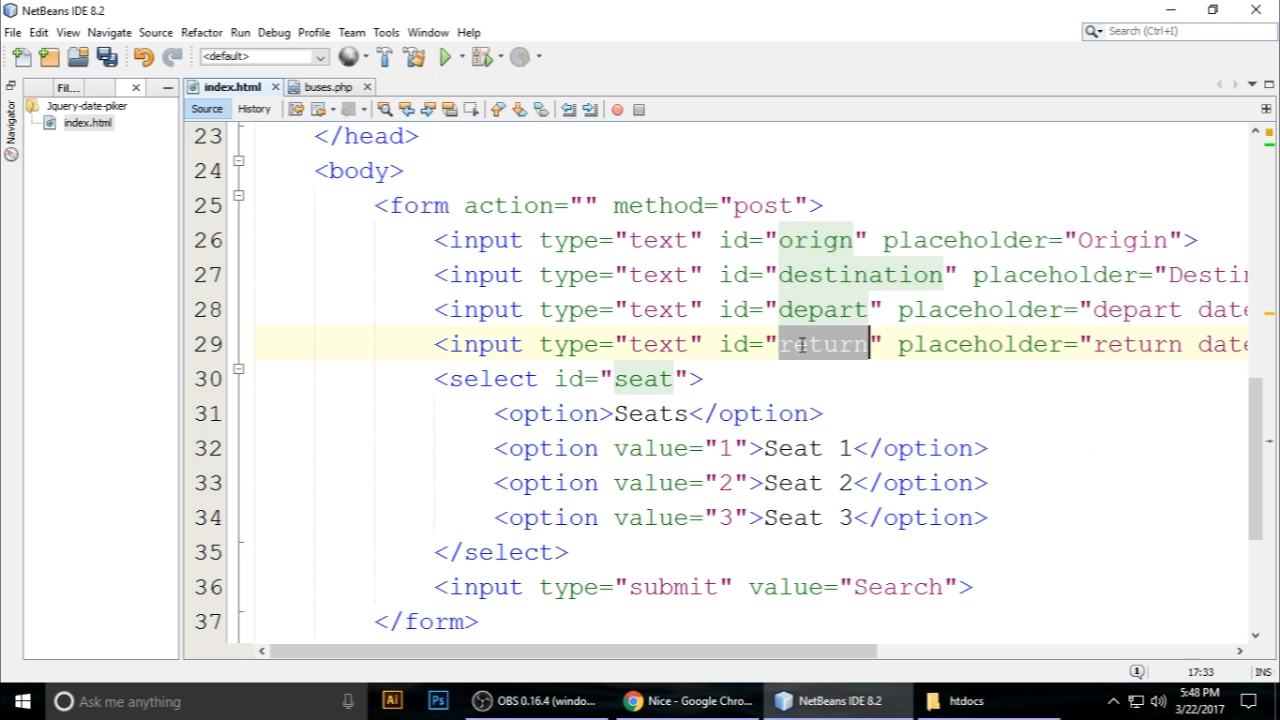 NetBeans IDE 8.2
File Edit View Navigate Source Refactor Run Debug Profile Team Tools Window Help
Search (Ctrl+I)
<default>
Fil...
index.html
buses.php
Navigator
Jquery-date-piker
index.html
Source History
23 </head>
24 <body>
25 <form action="" method="post">
26 <input type="text" id="orign" placeholder="Origin">
27 <input type="text" id="destination" placeholder="Destin
28 <input type="text" id="depart" placeholder="depart date
29 <input type="text" id="return" placeholder="return date
30 <select id="seat">
31 <option>Seats</option>
32 <option value="1">Seat 1</option>
33 <option value="2">Seat 2</option>
34 <option value="3">Seat 3</option>
35 </select>
36 <input type="submit" value="Search">
37 </form>
1 17:33 INS
Ask me anything
Ai
Ps
OBS 0.16.4 (windo...
Nice - Google Chro...
NetBeans IDE 8.2
htdocs
5:48 PM
3/22/2017